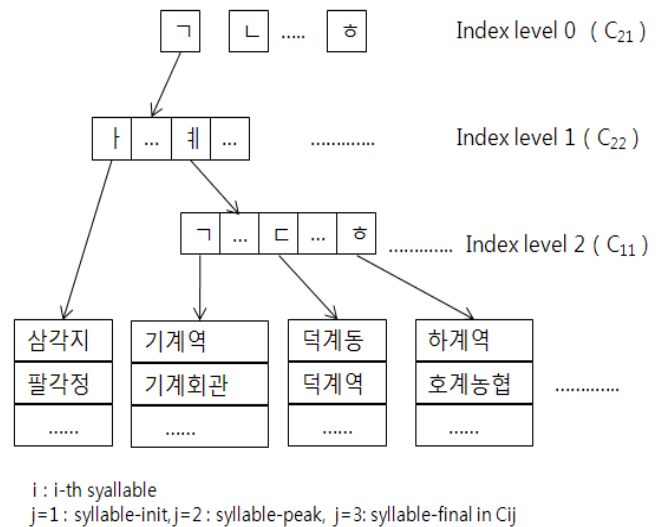 ㄱ ㄴ ..... ㅎ Index level 0 ( C21 )
ㅏ ... ㅖ ... ............. Index level 1 ( C22 )
ㄱ ... ㄷ ... ㅎ ............. Index level 2 ( C11 )
삼각지 기계역 덕계동 하계역
팔각정 기계회관 덕계역 호계농협 .............
...... ...... ...... ......
i : i-th syallable
j=1 : syllable-init, j=2 : syllable-peak, j=3: syllable-final in Cij